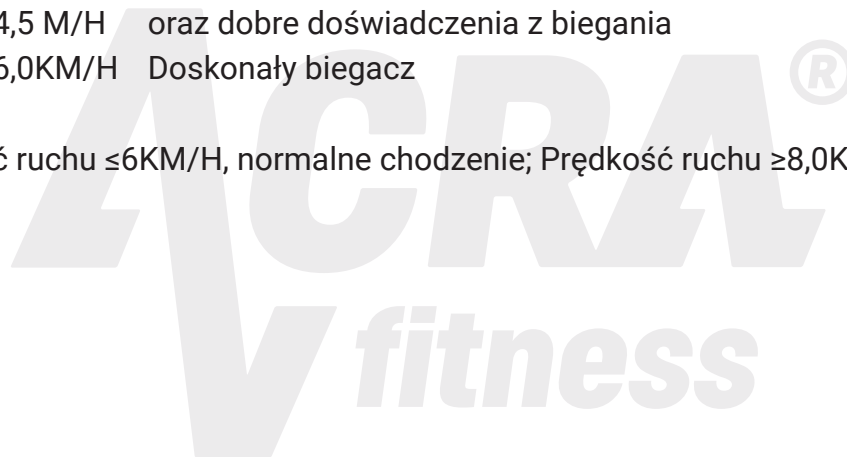 4,5 M/H oraz dobre doświadczenia z biegania
6,0KM/H Doskonały biegacz
ć ruchu ≤6KM/H, normalne chodzenie; Prędkość ruchu ≥8,0K
ACRA®
fitness